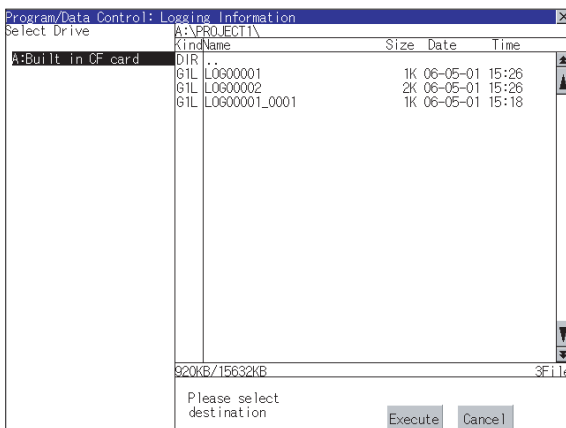 Program/Data Control: Logging Information
Select Drive
A:\PROJECT1\
Kind Name Size Date Time
A:Built in CF card
DIR ..
G1L LOG00001 1K 06-05-01 15:26
G1L LOG00002 2K 06-05-01 15:26
G1L LOG00001_0001 1K 06-05-01 15:18
920KB/15632KB 3File
Please select
destination
Execute Cancel